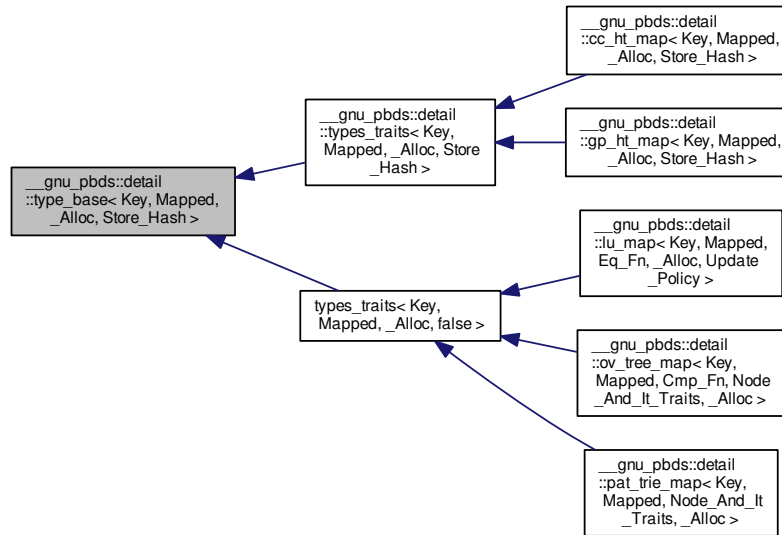 __gnu_pbds::detail
::type_base< Key, Mapped,
_Alloc, Store_Hash >
__gnu_pbds::detail
::types_traits< Key,
Mapped, _Alloc, Store
_Hash >
types_traits< Key,
Mapped, _Alloc, false >
__gnu_pbds::detail
::cc_ht_map< Key, Mapped,
_Alloc, Store_Hash >
__gnu_pbds::detail
::gp_ht_map< Key, Mapped,
_Alloc, Store_Hash >
__gnu_pbds::detail
::lu_map< Key, Mapped,
Eq_Fn, _Alloc, Update
_Policy >
__gnu_pbds::detail
::ov_tree_map< Key,
Mapped, Cmp_Fn, Node
_And_It_Traits, _Alloc >
__gnu_pbds::detail
::pat_trie_map< Key,
Mapped, Node_And_It
_Traits, _Alloc >